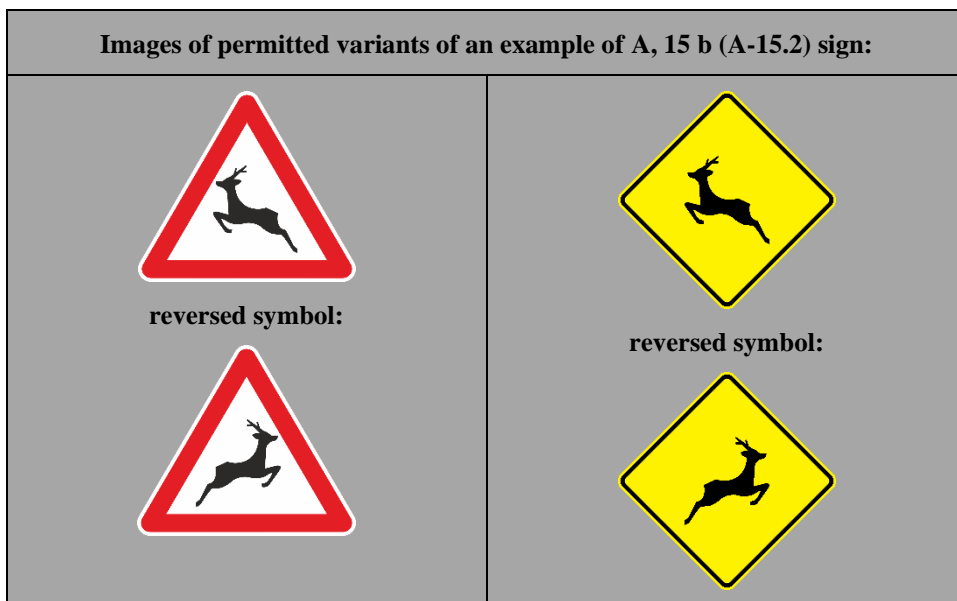 Images of permitted variants of an example of A, 15 b (A-15.2) sign:
reversed symbol:
reversed symbol: